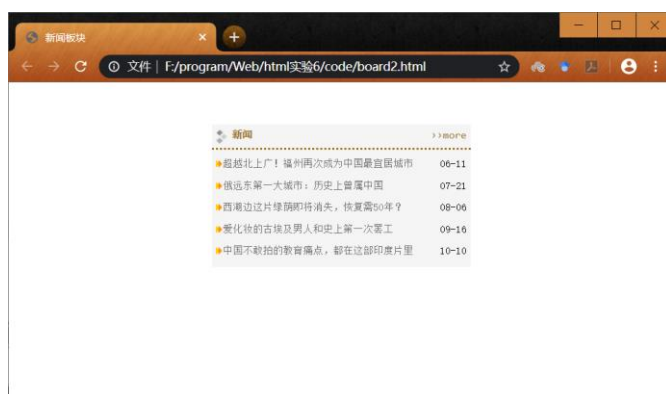 新闻板块
文件 | F:/program/Web/html实验6/code/board2.html
新闻 >>more
超越北上广！福州再次成为中国最宜居城市 06-11
俄远东第一大城市：历史上曾属中国 07-21
西湖边这片绿荫即将消失，恢复需50年？ 08-06
爱化妆的古埃及男人和史上第一次罢工 09-16
中国不敢拍的教育痛点，都在这部印度片里 10-10